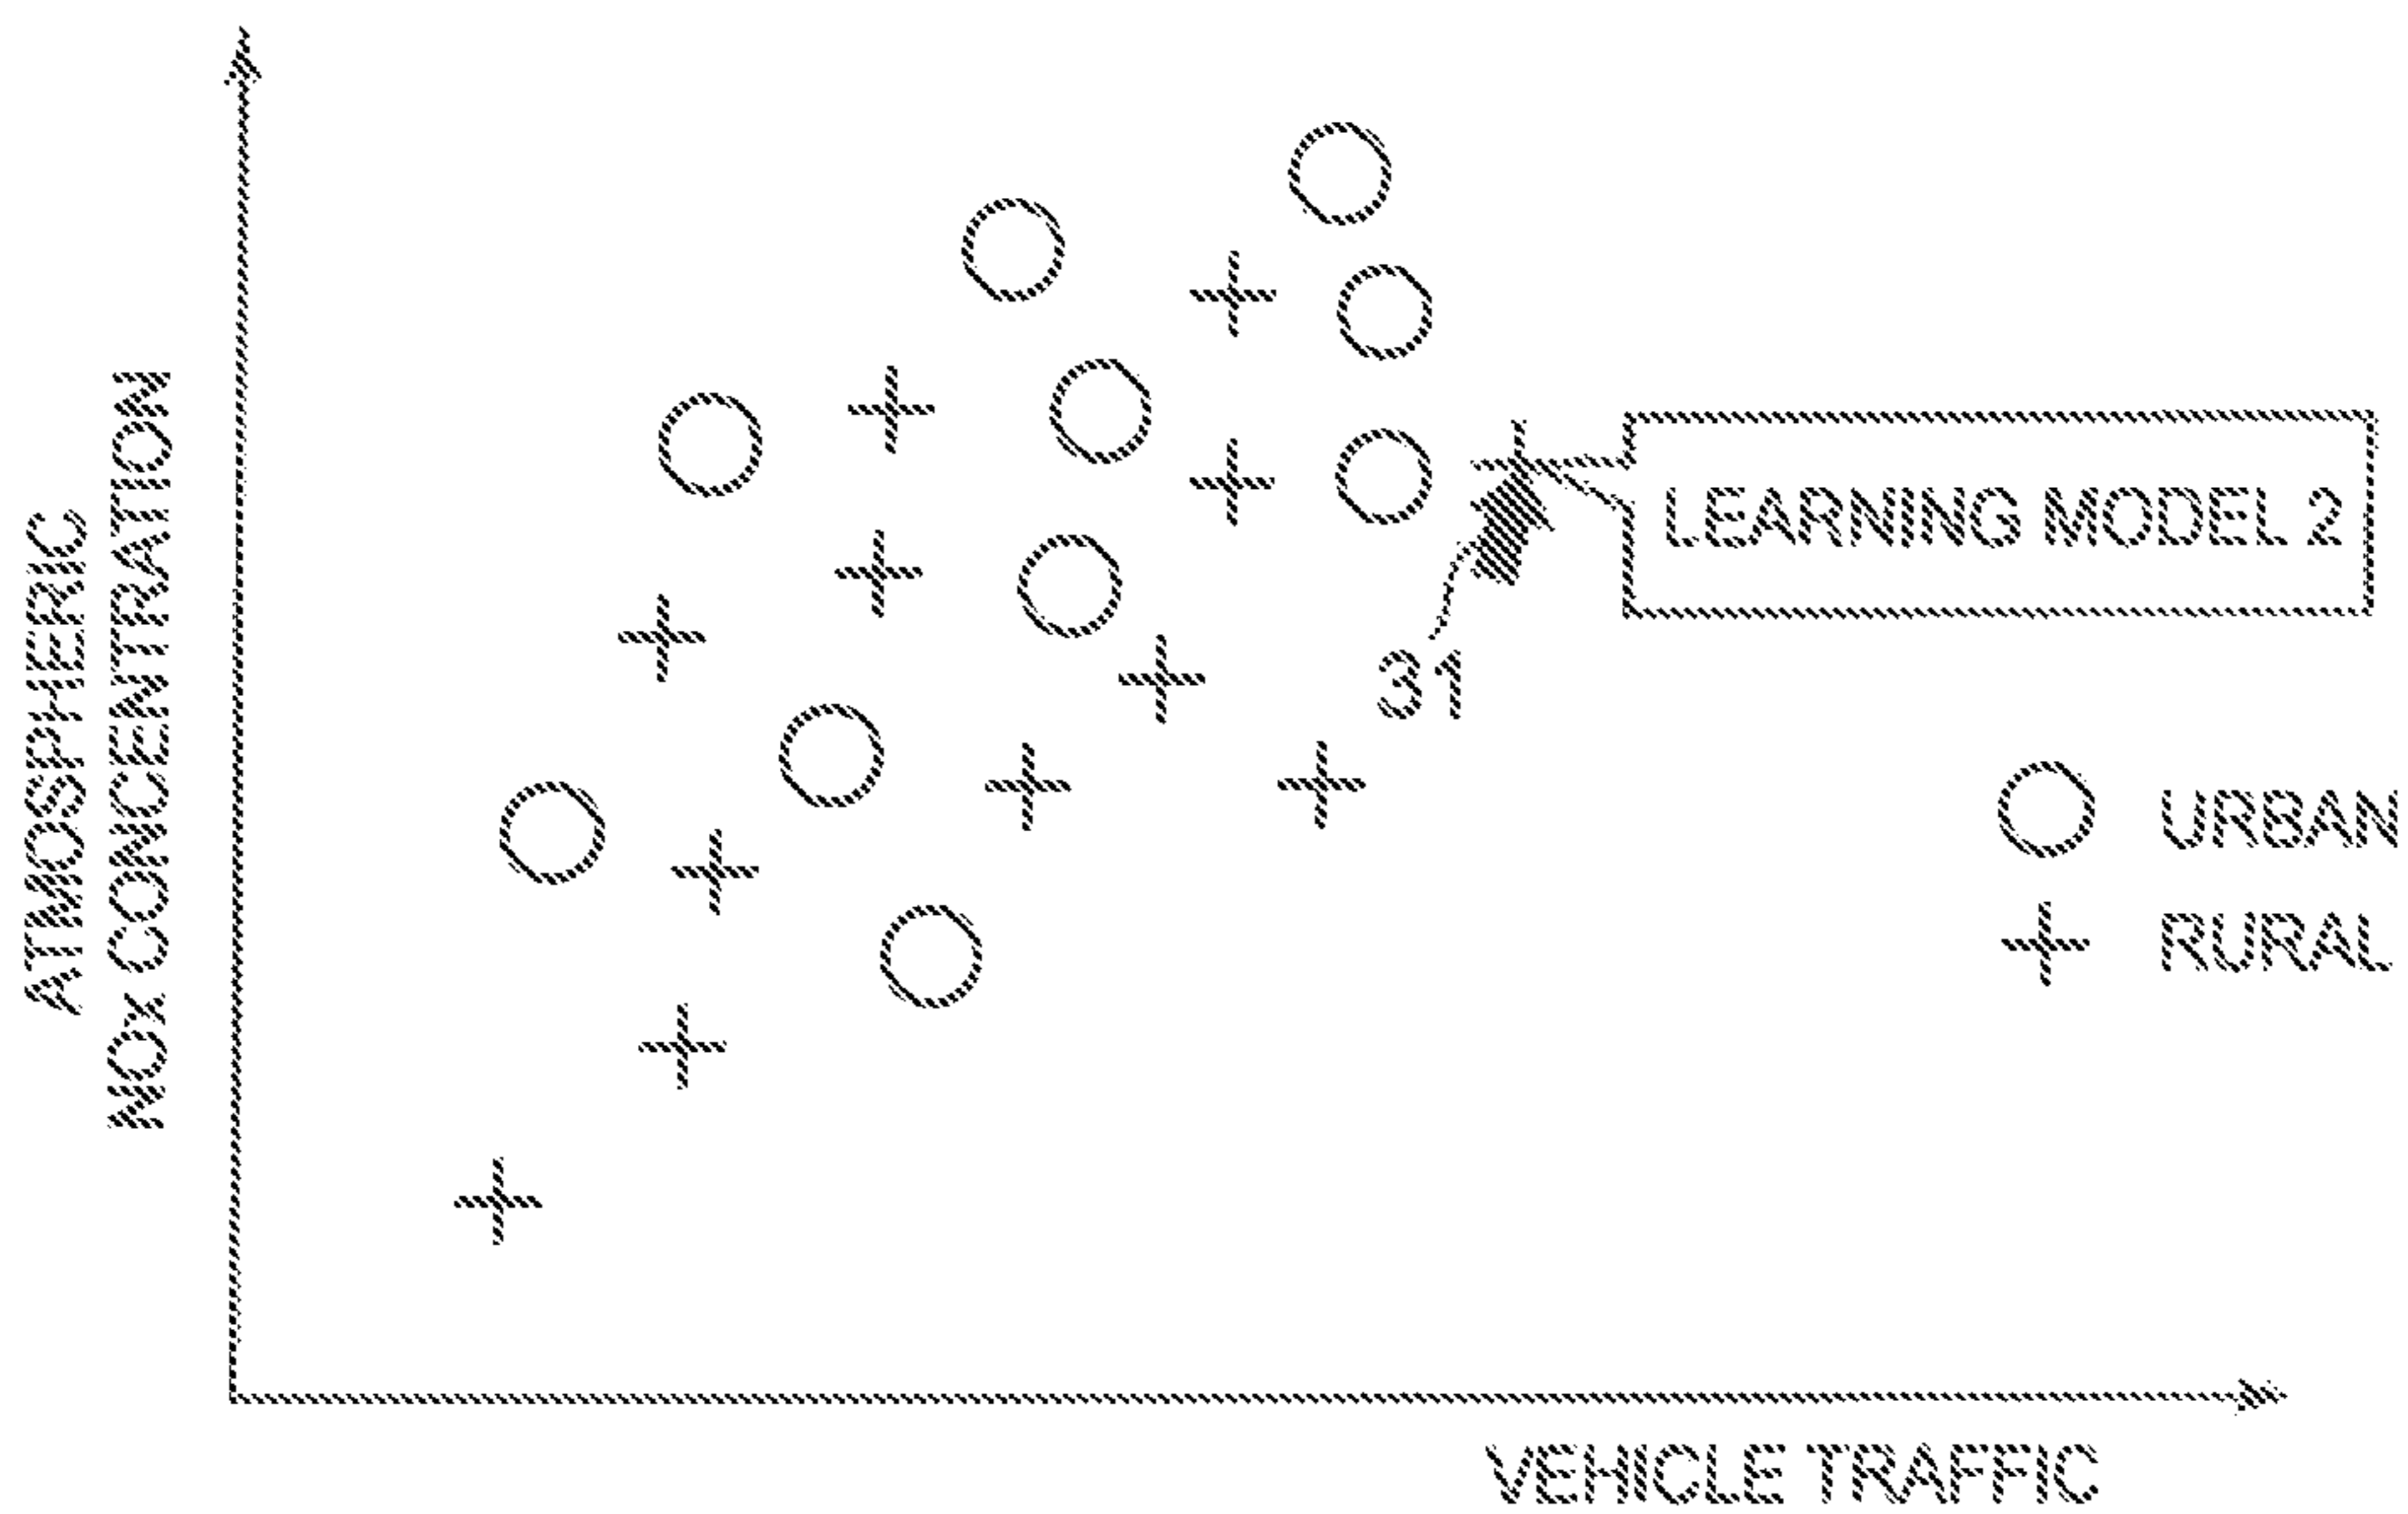 ATMOSPHERIC
NOx CONCENTRATION
LEARNING MODEL 2
31
URBAN
RURAL
VEHICLE TRAFFIC